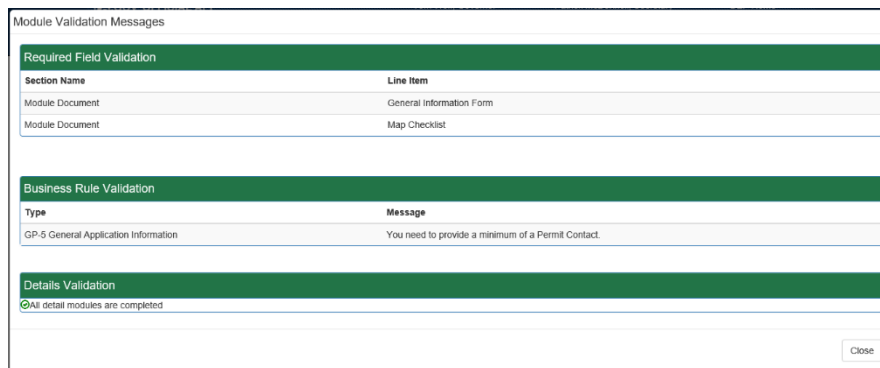 Module Validation Messages
Required Field Validation
Section Name Line Item
Module Document General Information Form
Module Document Map Checklist
Business Rule Validation
Type Message
GP-5 General Application Information You need to provide a minimum of a Permit Contact.
Details Validation
All detail modules are completed
Close